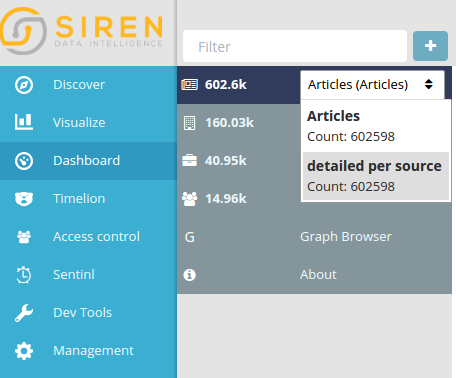 SIREN
DATA INTELLIGENCE
Filter
Discover
Visualize
Dashboard
Timelion
Access control
Sentinl
Dev Tools
Management
602.6k
Articles (Articles)
Articles
Count: 602598
detailed per source
Count: 602598
160.03k
40.95k
14.96k
G
Graph Browser
About